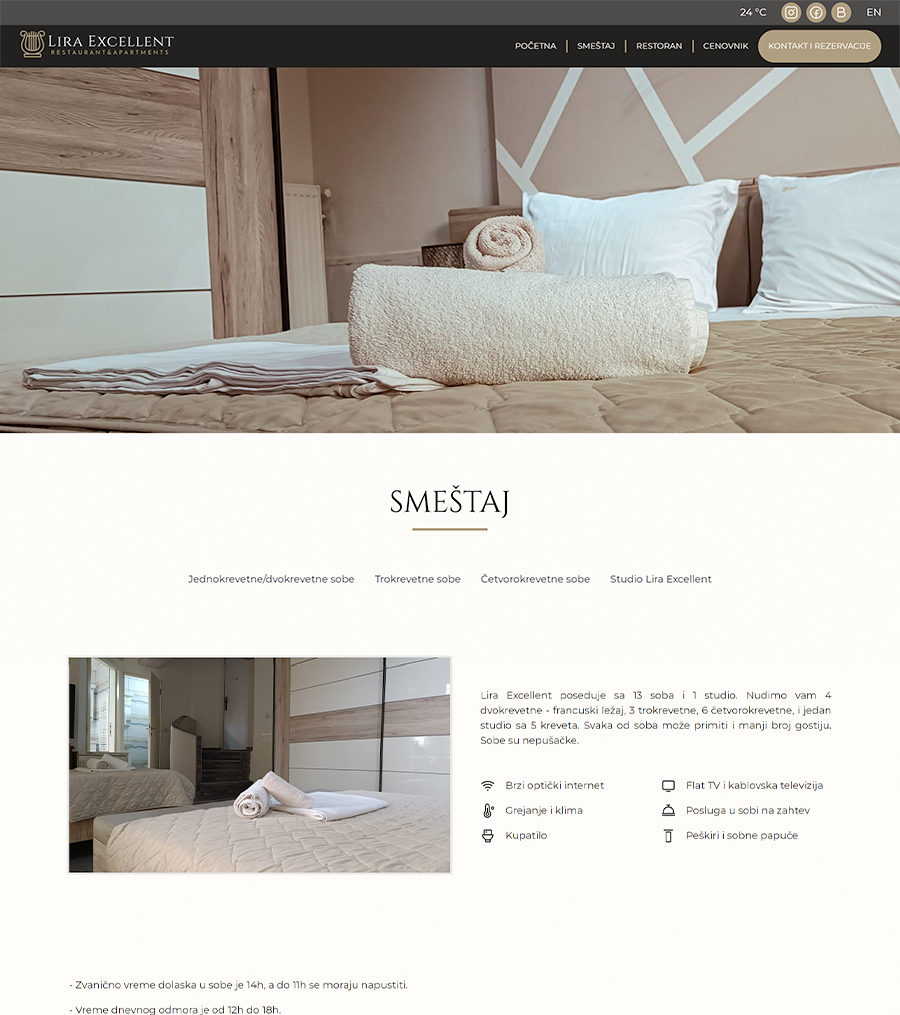 24 °C
B
EN
LIRA EXCELLENT
RESTAURANT&APARTMENTS
POČETNA
SMEŠTAJ
RESTORAN
CENOVNIK
KONTAKT I REZERVACIJE
SMEŠTAJ
Jednokrevetne/dvokrevetne sobe
Trokrevetne sobe
Četvorokrevetne sobe
Studio Lira Excellent
Lira Excellent poseduje sa 13 soba i 1 studio. Nudimo vam 4
dvokrevetne - francuski ležaj, 3 trokrevetne, 6 četvorokrevetne, i jedan
studio sa 5 kreveta. Svaka od soba može primiti i manji broj gostiju.
Sobe su nepušačke.
Brzi optički internet
Flat TV i kablovska televizija
Grejanje i klima
Posluga u sobi na zahtev
Kupatilo
Peškiri i sobne papuče
- Zvanično vreme dolaska u sobe je 14h, a do 11h se moraju napustiti.
- Vreme dnevnog odmora je od 12h do 18h.